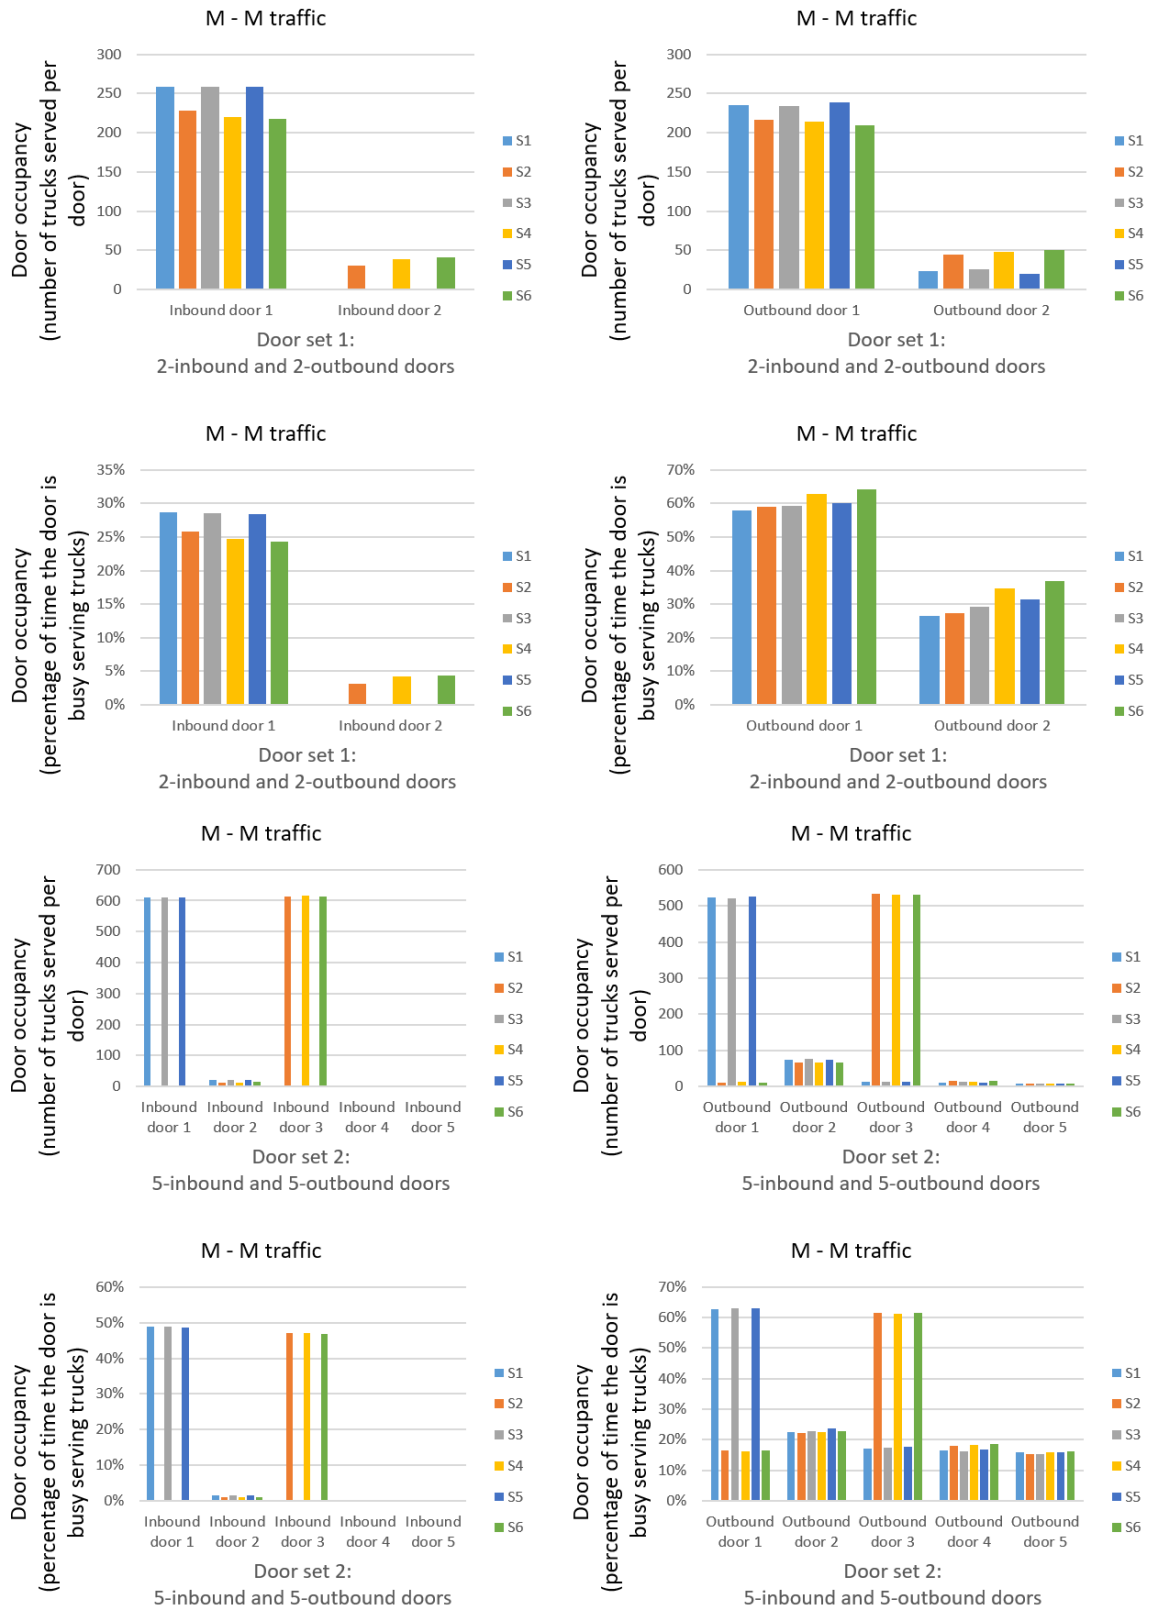 M - M traffic
Door occupancy
(number of trucks served per
door)
300
250
200
150
100
50
0
Inbound door 1
Inbound door 2
Door set 1:
2-inbound and 2-outbound doors
S1
S2
S3
S4
S5
S6
M - M traffic
Door occupancy
(number of trucks served per
door)
300
250
200
150
100
50
0
Outbound door 1
Outbound door 2
Door set 1:
2-inbound and 2-outbound doors
S1
S2
S3
S4
S5
S6
M - M traffic
Door occupancy
(percentage of time the door is
busy serving trucks)
35%
30%
25%
20%
15%
10%
5%
0%
Inbound door 1
Inbound door 2
Door set 1:
2-inbound and 2-outbound doors
S1
S2
S3
S4
S5
S6
M - M traffic
Door occupancy
(percentage of time the door is
busy serving trucks)
70%
60%
50%
40%
30%
20%
10%
0%
Outbound door 1
Outbound door 2
Door set 1:
2-inbound and 2-outbound doors
S1
S2
S3
S4
S5
S6
M - M traffic
Door occupancy
(number of trucks served per
door)
700
600
500
400
300
200
100
0
Inbound Inbound Inbound Inbound Inbound
door 1 door 2 door 3 door 4 door 5
Door set 2:
5-inbound and 5-outbound doors
S1
S2
S3
S4
S5
S6
M - M traffic
Door occupancy
(number of trucks served per
door)
600
500
400
300
200
100
0
Outbound Outbound Outbound Outbound Outbound
door 1 door 2 door 3 door 4 door 5
Door set 2:
5-inbound and 5-outbound doors
S1
S2
S3
S4
S5
S6
M - M traffic
Door occupancy
(percentage of time the door is
busy serving trucks)
60%
50%
40%
30%
20%
10%
0%
Inbound Inbound Inbound Inbound Inbound
door 1 door 2 door 3 door 4 door 5
Door set 2:
5-inbound and 5-outbound doors
S1
S2
S3
S4
S5
S6
M - M traffic
Door occupancy
(percentage of time the door is
busy serving trucks)
70%
60%
50%
40%
30%
20%
10%
0%
Outbound Outbound Outbound Outbound Outbound
door 1 door 2 door 3 door 4 door 5
Door set 2:
5-inbound and 5-outbound doors
S1
S2
S3
S4
S5
S6